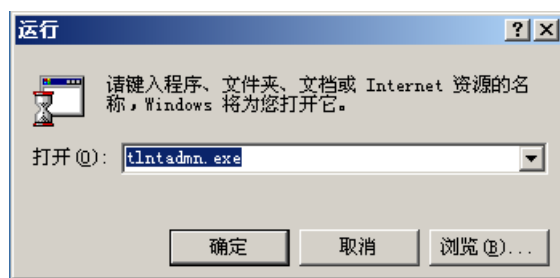 运行
请键入程序、文件夹、文档或 Internet 资源的名
称，Windows 将为您打开它。
打开(O): tlntadmn.exe
确定 取消 浏览(B)...